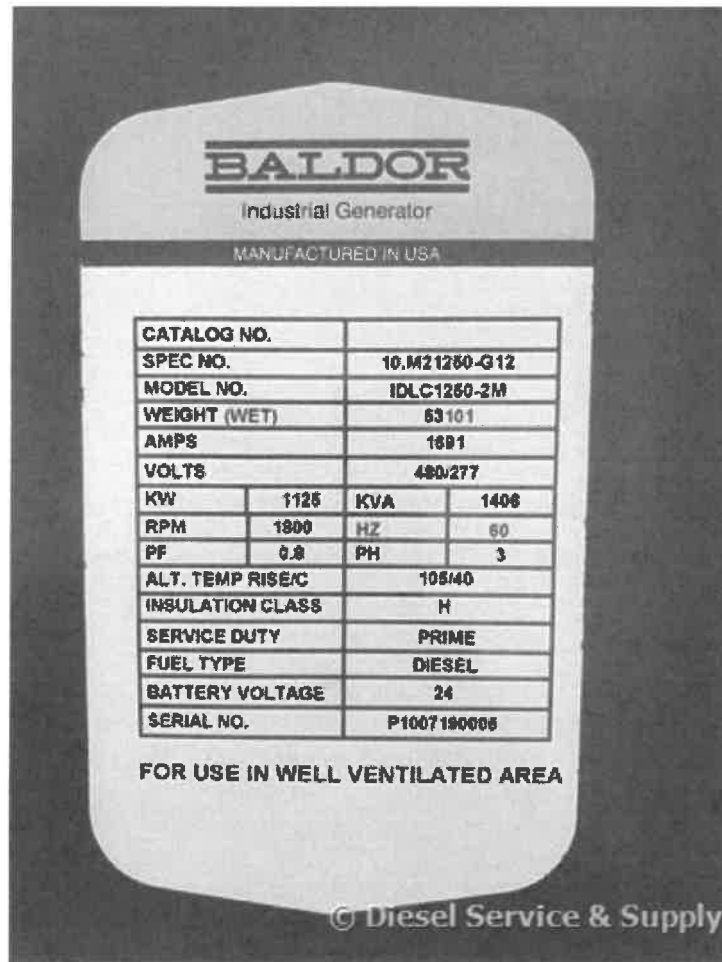 BALDOR
Industrial Generator
MANUFACTURED IN USA
CATALOG NO.
SPEC NO. 10.M21250-G12
MODEL NO. IDLC1250-2M
WEIGHT (WET) 53101
AMPS 1691
VOLTS 480/277
KW 1125 KVA 1406
RPM 1800 HZ 60
PF 0.8 PH 3
ALT. TEMP RISE/C 105/40
INSULATION CLASS H
SERVICE DUTY PRIME
FUEL TYPE DIESEL
BATTERY VOLTAGE 24
SERIAL NO. P1007190005
FOR USE IN WELL VENTILATED AREA
© Diesel Service & Supply